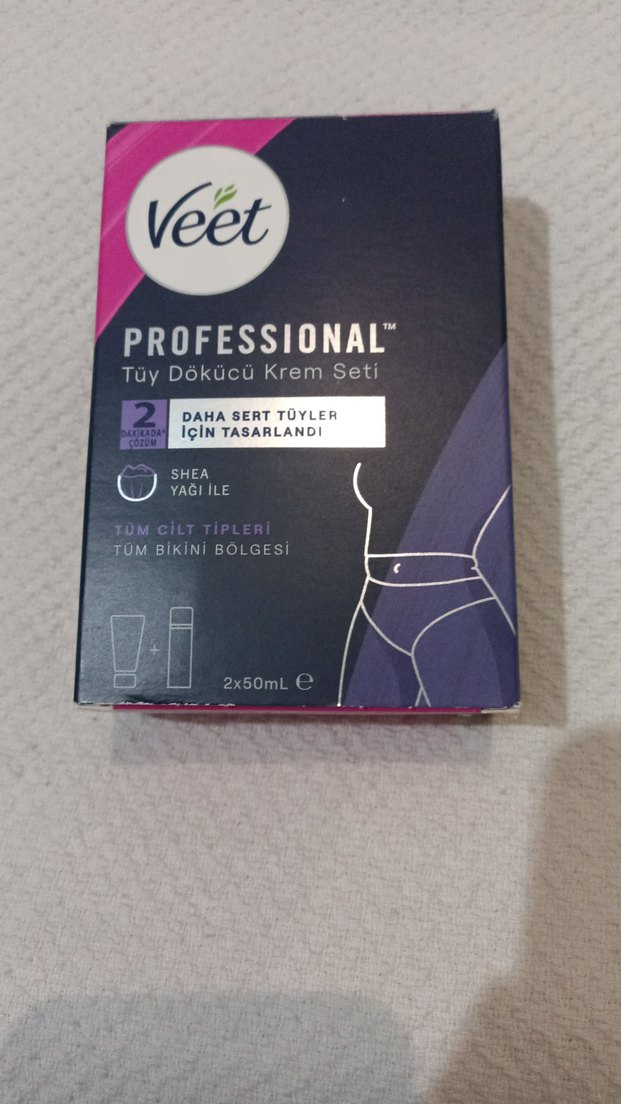 Veet
PROFESSIONAL™
Tüy Dökücü Krem Seti
2
DAKİKADA*
ÇÖZÜM
DAHA SERT TÜYLER
İÇİN TASARLANDI
SHEA
YAĞI İLE
TÜM CİLT TİPLERİ
TÜM BİKİNİ BÖLGESİ
+
2x50mL ℮